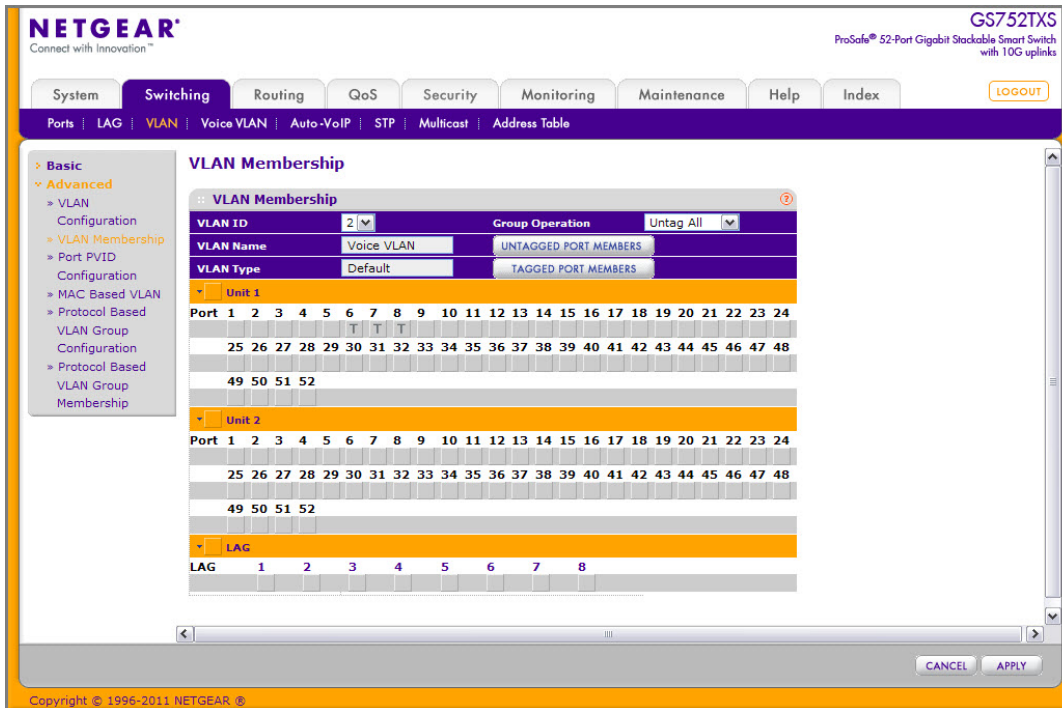 NETGEAR®
Connect with Innovation™
GS752TXS
ProSafe® 52-Port Gigabit Stackable Smart Switch
with 10G uplinks
System Switching Routing QoS Security Monitoring Maintenance Help Index LOGOUT
Ports LAG VLAN Voice VLAN Auto-VoIP STP Multicast Address Table
Basic
Advanced
» VLAN
Configuration
» VLAN Membership
» Port PVID
Configuration
» MAC Based VLAN
» Protocol Based
VLAN Group
Configuration
» Protocol Based
VLAN Group
Membership
VLAN Membership
VLAN Membership ?
VLAN ID 2 Group Operation Untag All
VLAN Name Voice VLAN UNTAGGED PORT MEMBERS
VLAN Type Default TAGGED PORT MEMBERS
Unit 1
Port 1 2 3 4 5 6 7 8 9 10 11 12 13 14 15 16 17 18 19 20 21 22 23 24
T T T
25 26 27 28 29 30 31 32 33 34 35 36 37 38 39 40 41 42 43 44 45 46 47 48
49 50 51 52
Unit 2
Port 1 2 3 4 5 6 7 8 9 10 11 12 13 14 15 16 17 18 19 20 21 22 23 24
25 26 27 28 29 30 31 32 33 34 35 36 37 38 39 40 41 42 43 44 45 46 47 48
49 50 51 52
LAG
LAG 1 2 3 4 5 6 7 8
CANCEL APPLY
Copyright © 1996-2011 NETGEAR ®